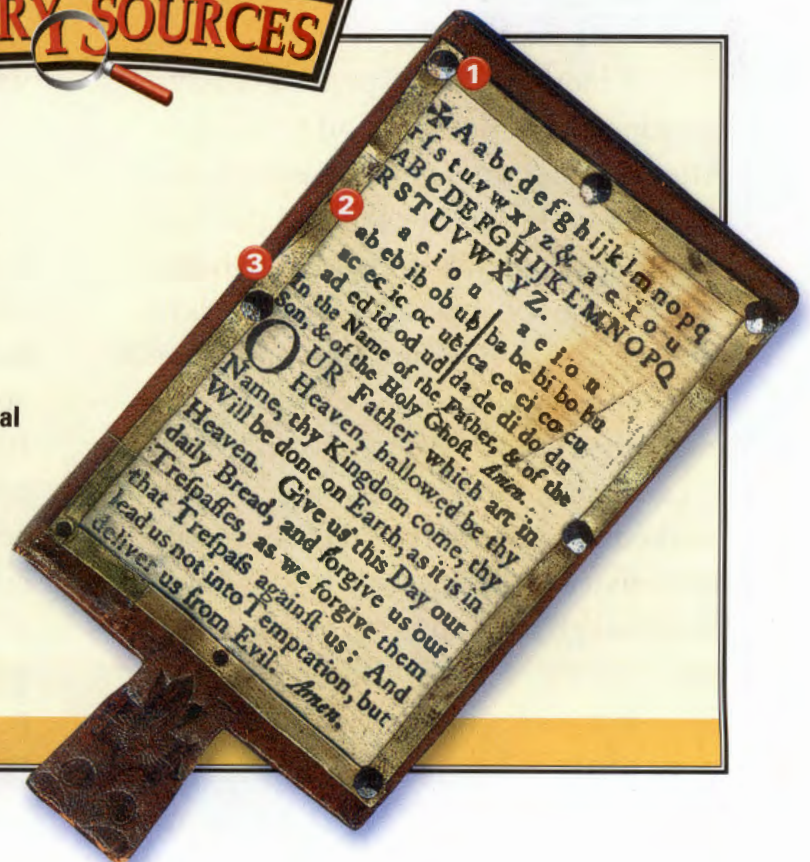 RY SOURCES
al
1
2
3
✠ A a b c d e f g h i j k l m n o p q
r ſ s t u v w x y z & a e i o u
A B C D E F G H I J K L M N O P Q
R S T U V W X Y Z.
a e i o u | a e i o u
ab eb ib ob ub | ba be bi bo bu
ac ec ic oc uc | ca ce ci co cu
ad ed id od ud | da de di do du
In the Name of the Father, & of the
Son, & of the Holy Ghoſt. Amen.
OUR Father, which art in
Heaven, hallowed be thy
Name, thy Kingdom come, thy
Will be done on Earth, as it is in
Heaven. Give us this Day our
daily Bread, and forgive us our
Treſpaſſes, as we forgive them
that Treſpaſs againſt us: And
lead us not into Temptation, but
deliver us from Evil. Amen.